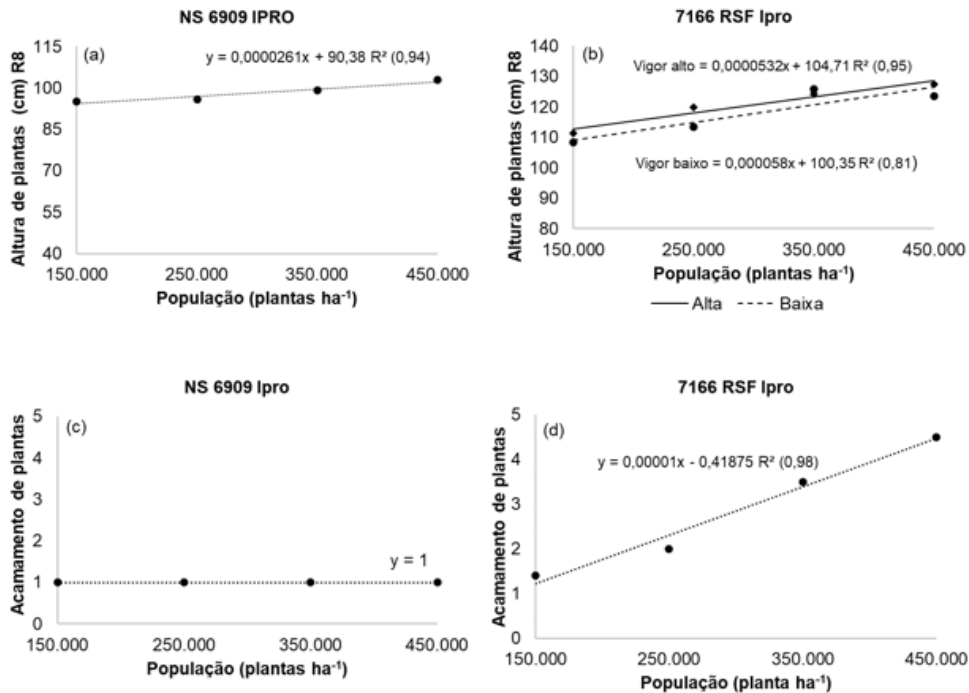 NS 6909 IPRO
(a)
y = 0,0000261x + 90,38 R² (0,94)
Altura de plantas (cm) R8
115
100
85
70
55
40
150.000 250.000 350.000 450.000
População (plantas ha⁻¹)
7166 RSF Ipro
(b)
Vigor alto = 0,0000532x + 104,71 R² (0,95)
Vigor baixo = 0,000058x + 100,35 R² (0,81)
Altura de plantas (cm) R8
140
130
120
110
100
90
80
150.000 250.000 350.000 450.000
População (plantas ha⁻¹)
Alta Baixa
NS 6909 Ipro
(c)
y = 1
Acamamento de plantas
5
4
3
2
1
0
150.000 250.000 350.000 450.000
População (plantas ha⁻¹)
7166 RSF Ipro
(d)
y = 0,00001x - 0,41875 R² (0,98)
Acamamento de plantas
5
4
3
2
1
0
150.000 250.000 350.000 450.000
População (planta ha⁻¹)